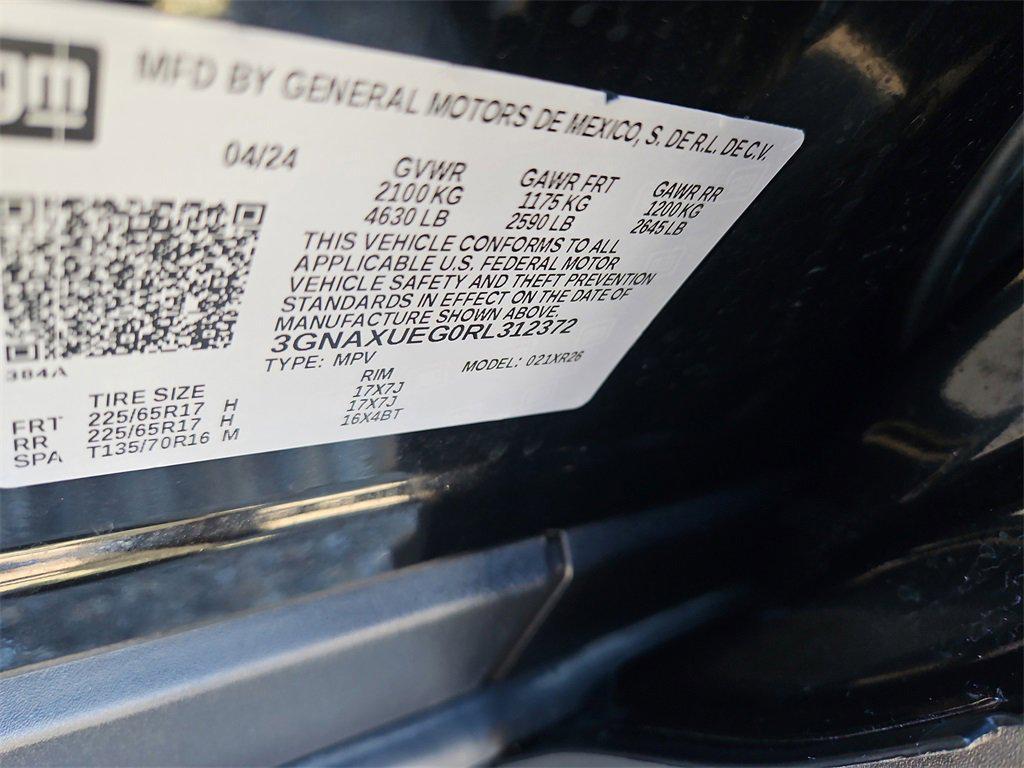 gm
MFD BY GENERAL MOTORS DE MEXICO, S. DE R.L. DE C.V.
04/24
GVWR GAWR FRT GAWR RR
2100 KG 1175 KG 1200 KG
4630 LB 2590 LB 2645 LB
THIS VEHICLE CONFORMS TO ALL
APPLICABLE U.S. FEDERAL MOTOR
VEHICLE SAFETY AND THEFT PREVENTION
STANDARDS IN EFFECT ON THE DATE OF
MANUFACTURE SHOWN ABOVE.
3GNAXUEG0RL312372
TYPE: MPV MODEL: 021XR26
384A
TIRE SIZE RIM
FRT 225/65R17 H 17X7J
RR 225/65R17 H 17X7J
SPA T135/70R16 M 16X4BT